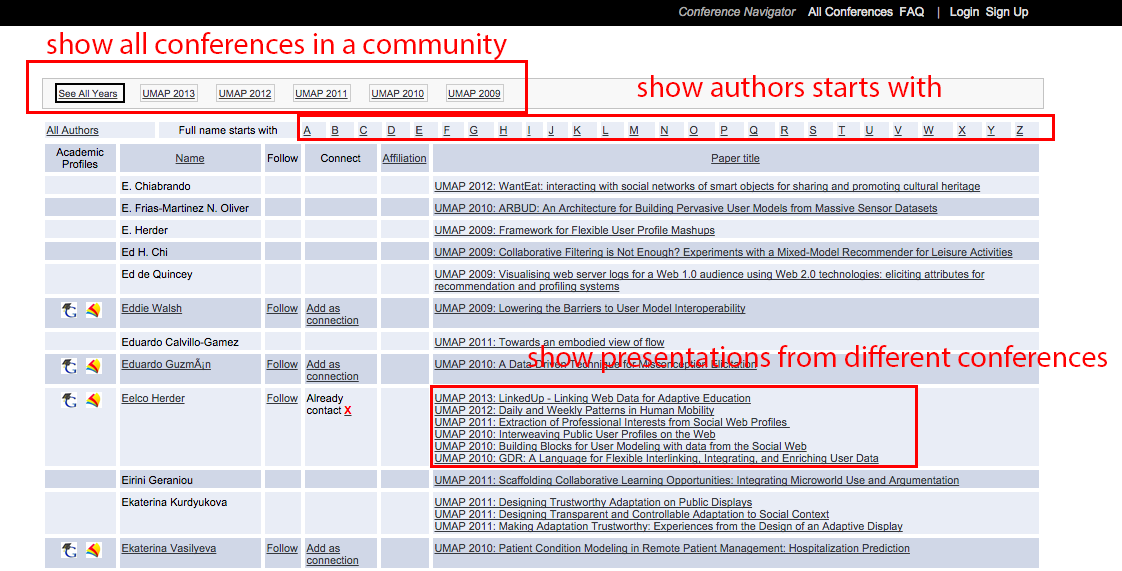 Conference Navigator All Conferences FAQ | Login Sign Up
show all conferences in a community
See All Years UMAP 2013 UMAP 2012 UMAP 2011 UMAP 2010 UMAP 2009
show authors starts with
All Authors Full name starts with A B C D E F G H I J K L M N O P Q R S T U V W X Y Z
Academic
Profiles
Name Follow Connect Affiliation Paper title
E. Chiabrando UMAP 2012: WantEat: interacting with social networks of smart objects for sharing and promoting cultural heritage
E. Frias-Martinez N. Oliver UMAP 2010: ARBUD: An Architecture for Building Pervasive User Models from Massive Sensor Datasets
E. Herder UMAP 2009: Framework for Flexible User Profile Mashups
Ed H. Chi UMAP 2009: Collaborative Filtering is Not Enough? Experiments with a Mixed-Model Recommender for Leisure Activities
Ed de Quincey UMAP 2009: Visualising web server logs for a Web 1.0 audience using Web 2.0 technologies: eliciting attributes for
recommendation and profiling systems
Eddie Walsh Follow Add as
connection
UMAP 2009: Lowering the Barriers to User Model Interoperability
Eduardo Calvillo-Gamez UMAP 2011: Towards an embodied view of flow
show presentations from different conferences
Eduardo GuzmÃ¡n Follow Add as
connection
UMAP 2010: A Data-Driven Technique for Misconception Elicitation
Eelco Herder Follow Already
contact X
UMAP 2013: LinkedUp - Linking Web Data for Adaptive Education
UMAP 2012: Daily and Weekly Patterns in Human Mobility
UMAP 2011: Extraction of Professional Interests from Social Web Profiles
UMAP 2010: Interweaving Public User Profiles on the Web
UMAP 2010: Building Blocks for User Modeling with data from the Social Web
UMAP 2010: GDR: A Language for Flexible Interlinking, Integrating, and Enriching User Data
Eirini Geraniou UMAP 2011: Scaffolding Collaborative Learning Opportunities: Integrating Microworld Use and Argumentation
Ekaterina Kurdyukova UMAP 2011: Designing Trustworthy Adaptation on Public Displays
UMAP 2011: Designing Transparent and Controllable Adaptation to Social Context
UMAP 2011: Making Adaptation Trustworthy: Experiences from the Design of an Adaptive Display
Ekaterina Vasilyeva Follow Add as
connection
UMAP 2010: Patient Condition Modeling in Remote Patient Management: Hospitalization Prediction